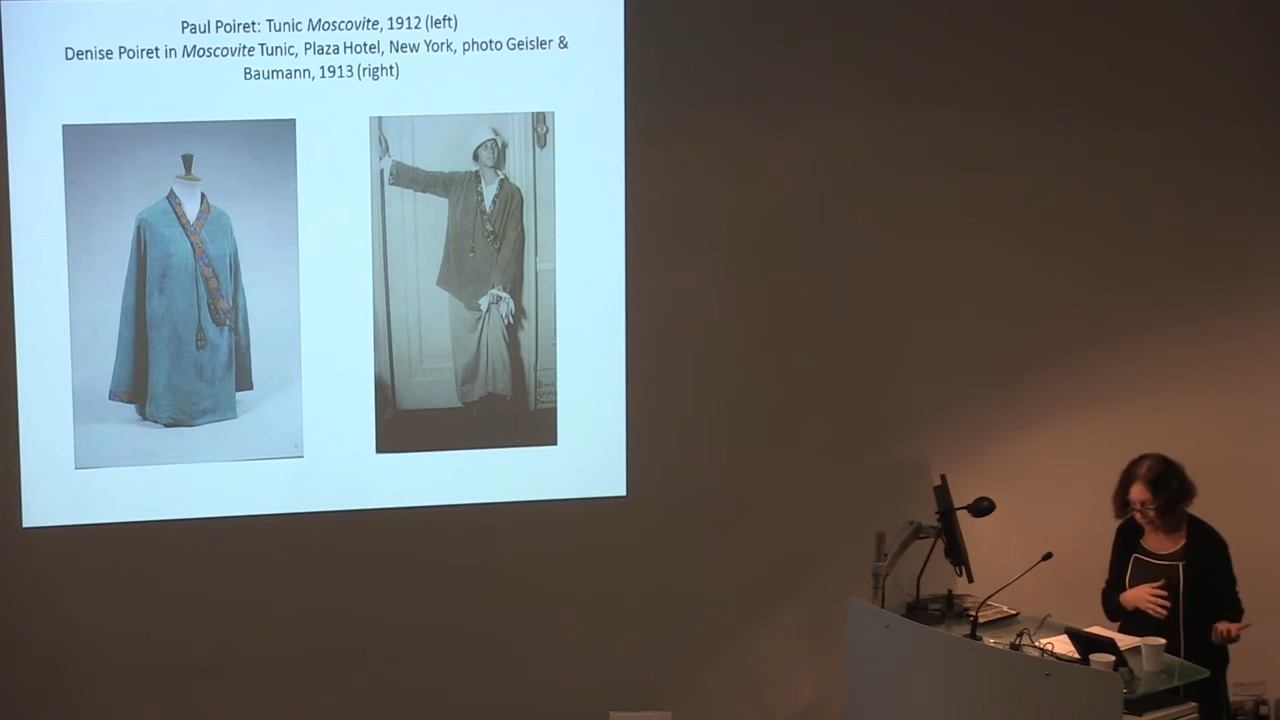 Paul Poiret: Tunic Moscovite, 1912 (left)
Denise Poiret in Moscovite Tunic, Plaza Hotel, New York, photo Geisler &
Baumann, 1913 (right)